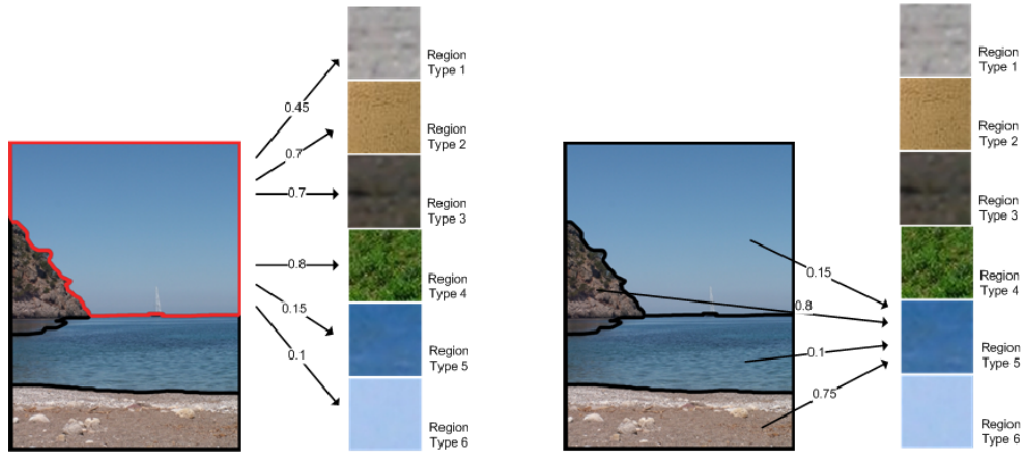 Region
Type 1
0.45
Region
Type 2
0.7
0.7
Region
Type 3
0.8
Region
Type 4
0.15
Region
Type 5
0.1
Region
Type 6
Region
Type 1
Region
Type 2
Region
Type 3
Region
Type 4
0.15
0.8
Region
Type 5
0.1
0.75
Region
Type 6